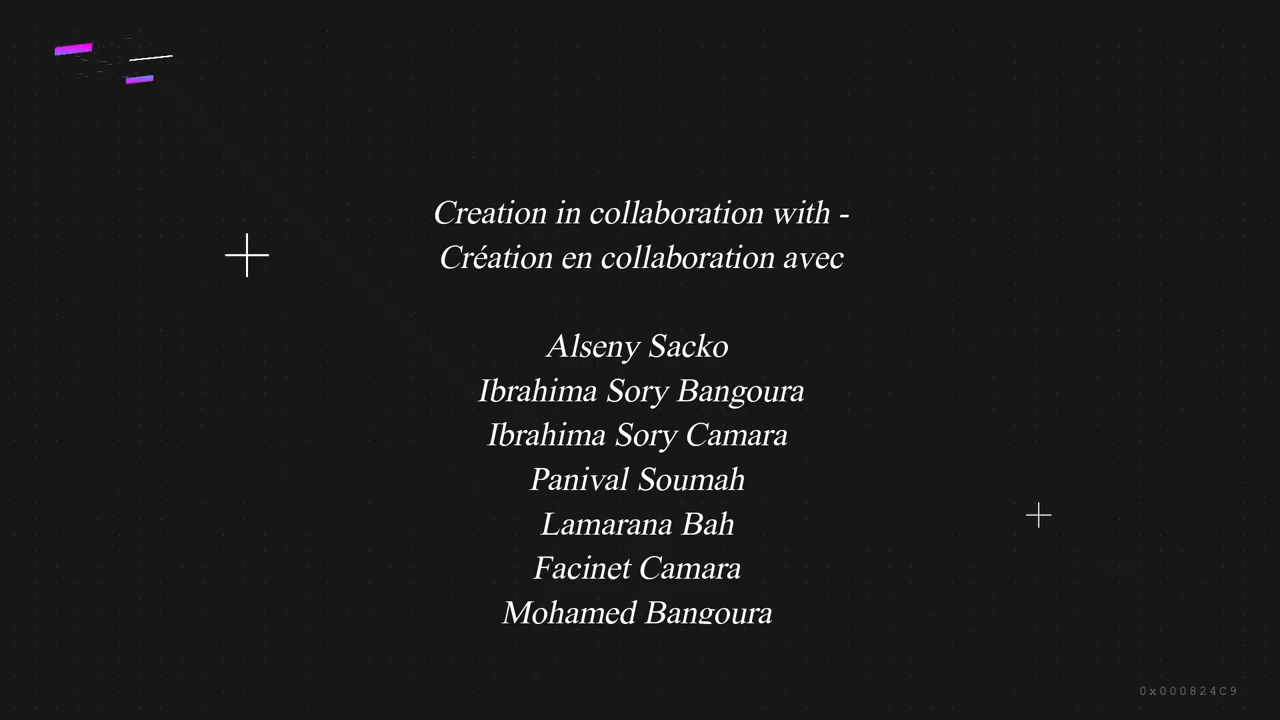 Creation in collaboration with -
Création en collaboration avec
Alseny Sacko
Ibrahima Sory Bangoura
Ibrahima Sory Camara
Panival Soumah
Lamarana Bah
Facinet Camara
Mohamed Bangoura
0x000824C9